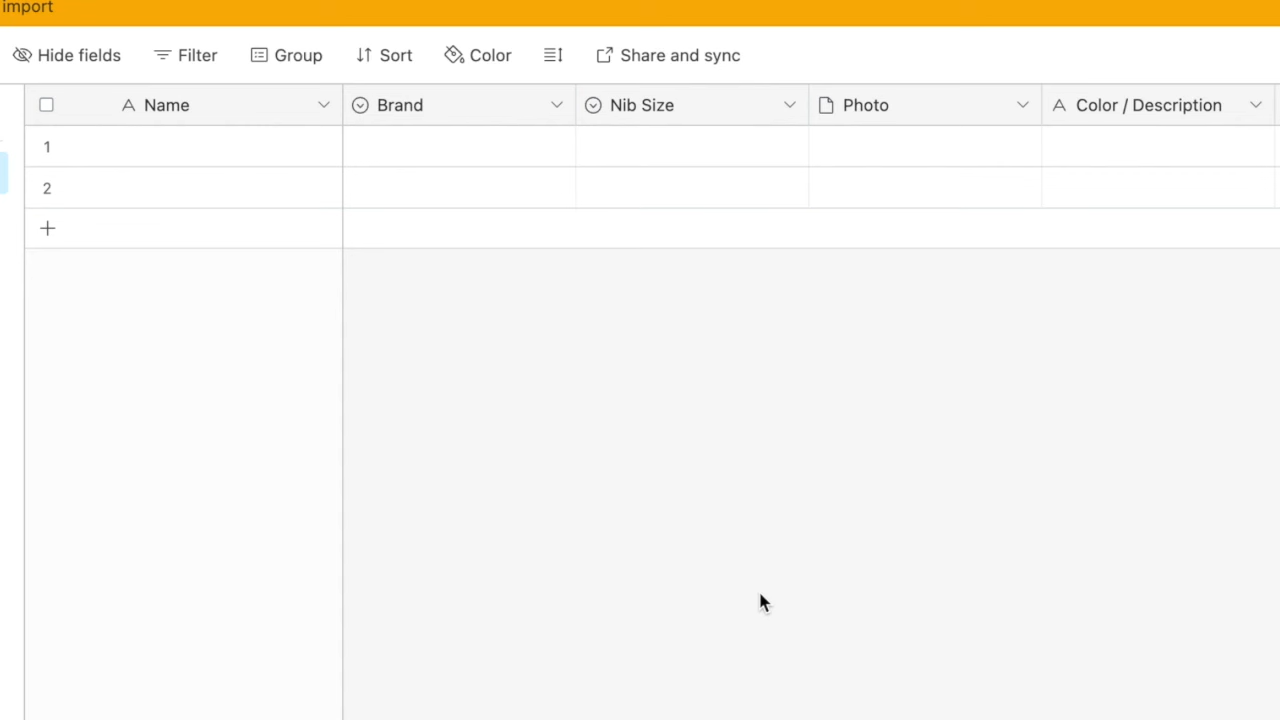 import
Hide fields Filter Group Sort Color Share and sync
Name Brand Nib Size Photo Color / Description
1
2